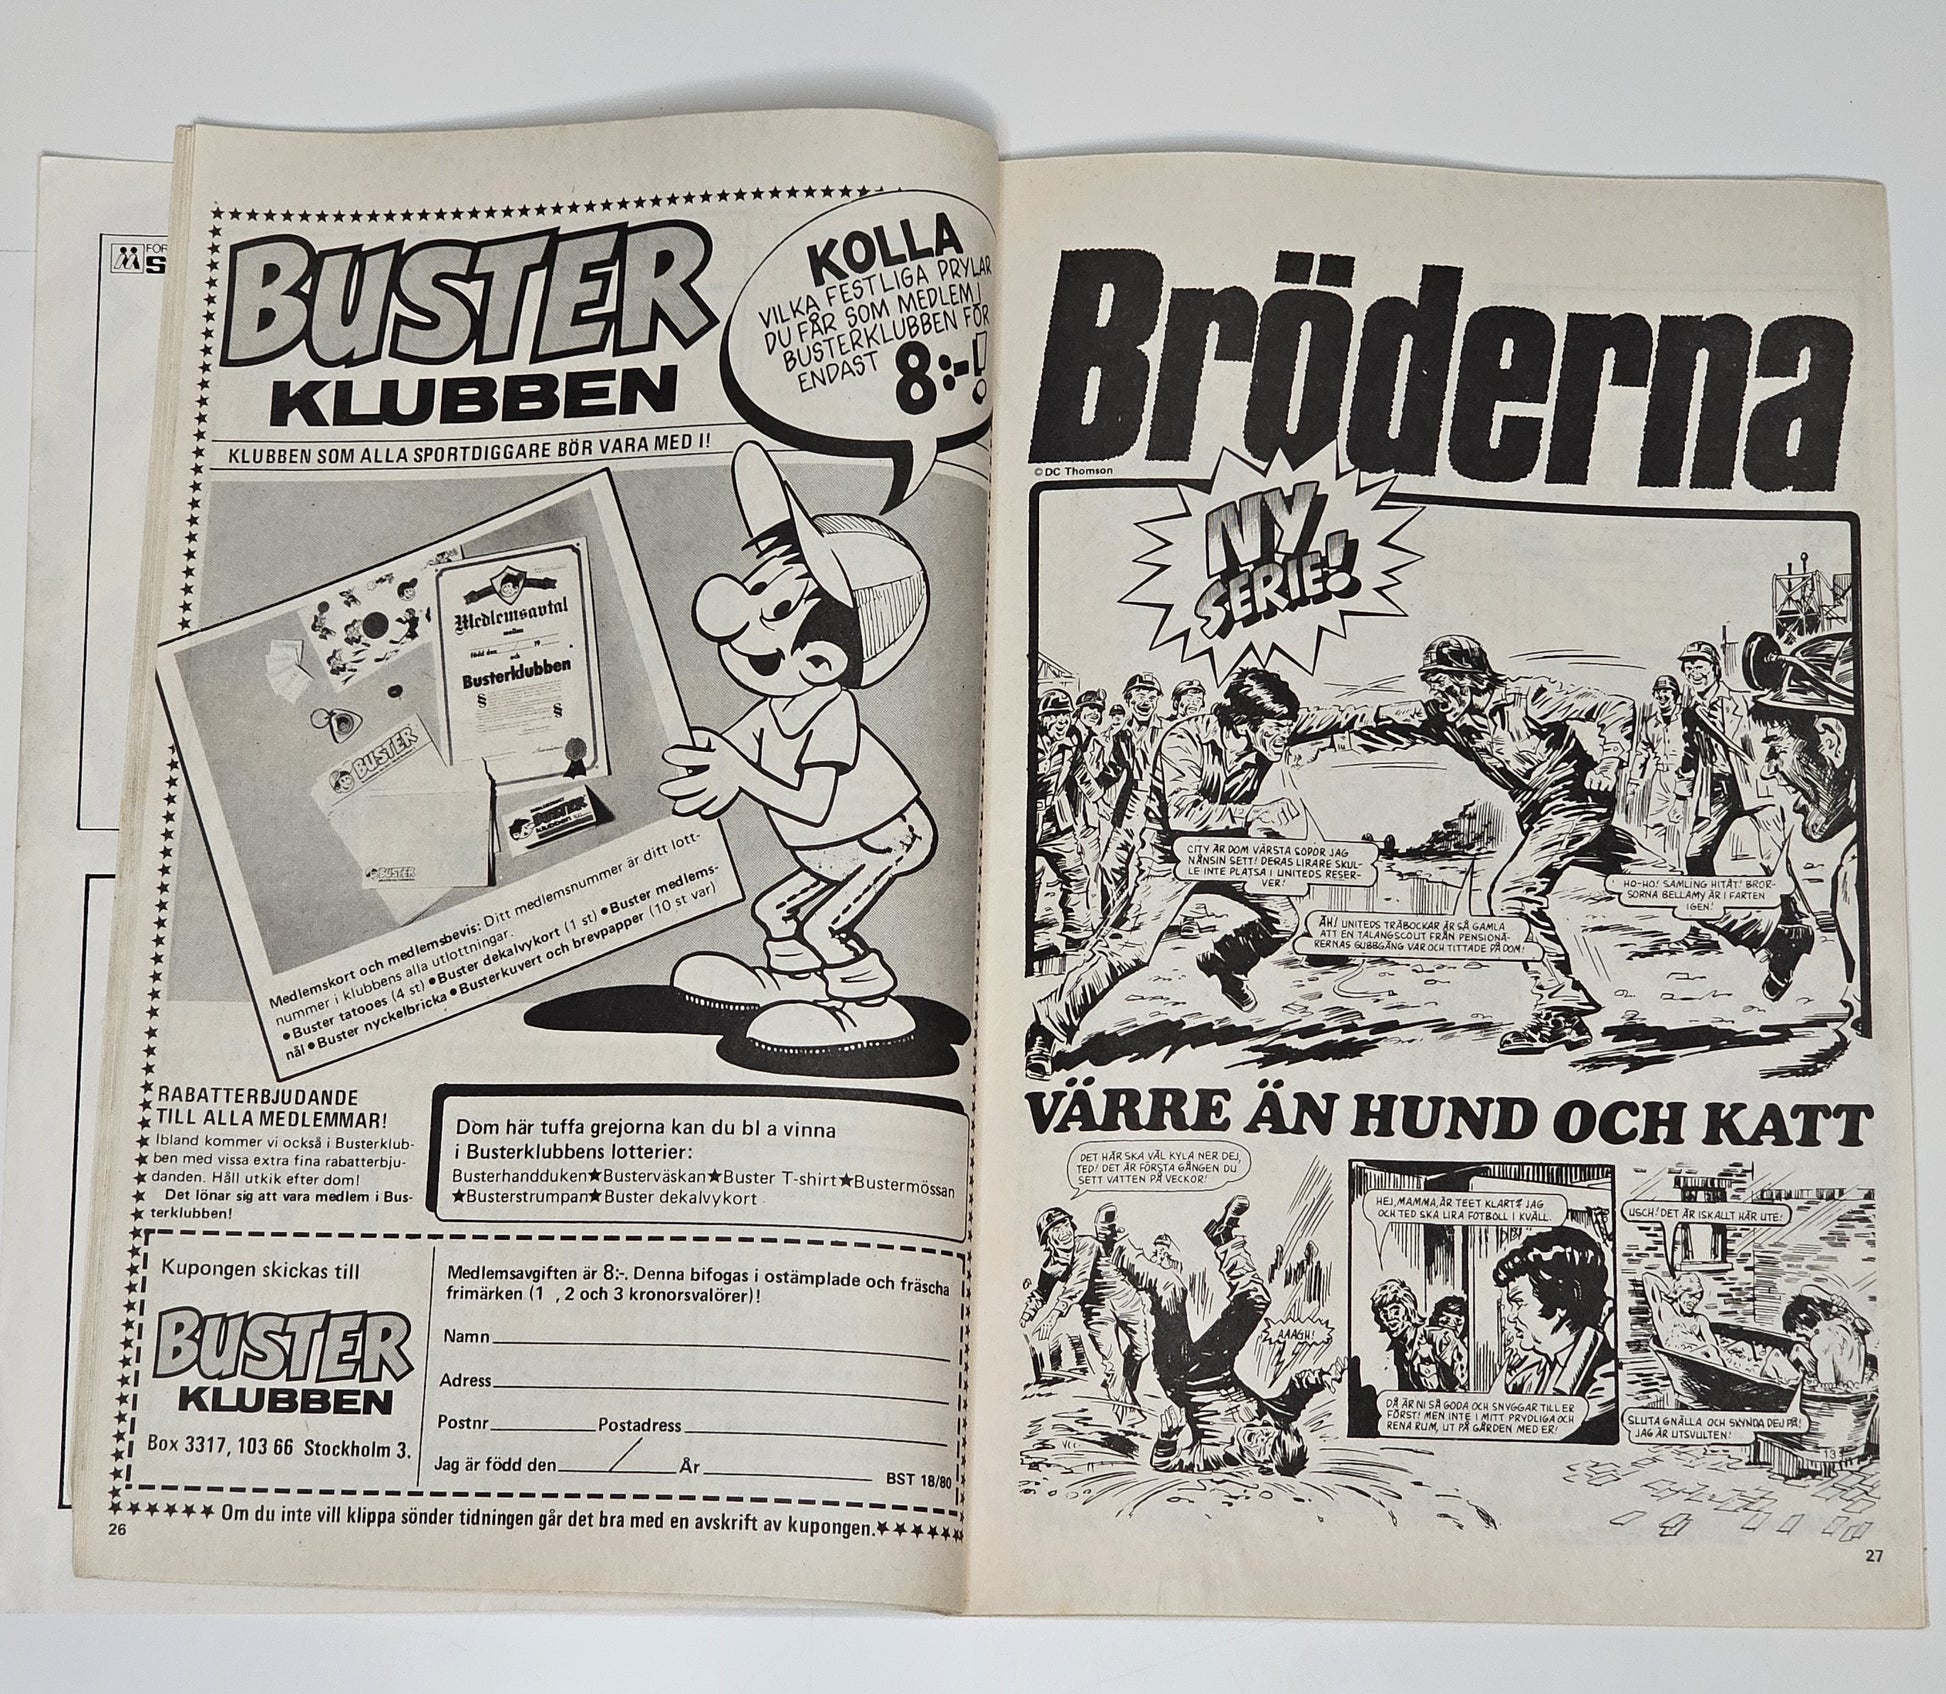 FOR
S
BUSTER
KLUBBEN
KLUBBEN SOM ALLA SPORTDIGGARE BÖR VARA MED I!
KOLLA
VILKA FESTLIGA PRYLAR
DU FÅR SOM MEDLEM I
BUSTERKLUBBEN FÖR
ENDAST 8:-!
Medlemsavtal
mellan
född den 19
och
Busterklubben
§
§
BUSTER
BUSTER
BUSTER
klubben
Medlemskort och medlemsbevis: Ditt medlemsnummer är ditt lott-
nummer i klubbens alla utlottningar.
●Buster tatooes (4 st) ●Buster dekalvykort (1 st) ●Buster medlems-
nål ●Buster nyckelbricka ●Busterkuvert och brevpapper (10 st var)
RABATTERBJUDANDE
TILL ALLA MEDLEMMAR!
Ibland kommer vi också i Busterklub-
ben med vissa extra fina rabatterbju-
danden. Håll utkik efter dom!
Det lönar sig att vara medlem i Bus-
terklubben!
Dom här tuffa grejorna kan du bl a vinna
i Busterklubbens lotterier:
Busterhandduken★Busterväskan★Buster T-shirt★Bustermössan
★Busterstrumpan★Buster dekalvykort
Kupongen skickas till
BUSTER
KLUBBEN
Box 3317, 103 66 Stockholm 3.
Medlemsavgiften är 8:-. Denna bifogas i ostämplade och fräscha
frimärken (1 , 2 och 3 kronorsvalörer)!
Namn
Adress
Postnr Postadress
Jag är född den / År
BST 18/80
Om du inte vill klippa sönder tidningen går det bra med en avskrift av kupongen.
26
Bröderna
© DC Thomson
NY
SERIE!
CITY ÄR DOM VÄRSTA SOPOR JAG
NÅNSIN SETT! DERAS LIRARE SKUL-
LE INTE PLATSA I UNITEDS RESER-
VER!
ÄH! UNITEDS TRÄBOCKAR ÄR SÅ GAMLA
ATT EN TALANGSCOUT FRÅN PENSIONÄ-
RERNAS GUBBGÄNG VAR OCH TITTADE PÅ DOM!
HO-HO! SAMLING HITÅT! BRÖR-
SORNA BELLAMY ÄR I FARTEN
IGEN!
VÄRRE ÄN HUND OCH KATT
DET HÄR SKA VÄL KYLA NER DEJ,
TED! DET ÄR FÖRSTA GÅNGEN DU
SETT VATTEN PÅ VECKOR!
AAAGH!
HEJ, MAMMA, ÄR TEET KLART? JAG
OCH TED SKA LIRA FOTBOLL I KVÄLL.
DÅ ÄR NI SÅ GODA OCH SNYGGAR TILL ER
FÖRST! MEN INTE I MITT PRYDLIGA OCH
RENA RUM, UT PÅ GÅRDEN MED ER!
USCH! DET ÄR ISKALLT HÄR UTE!
SLUTA GNÄLLA OCH SKYNDA DEJ PÅ!
JAG ÄR UTSVULTEN!
27